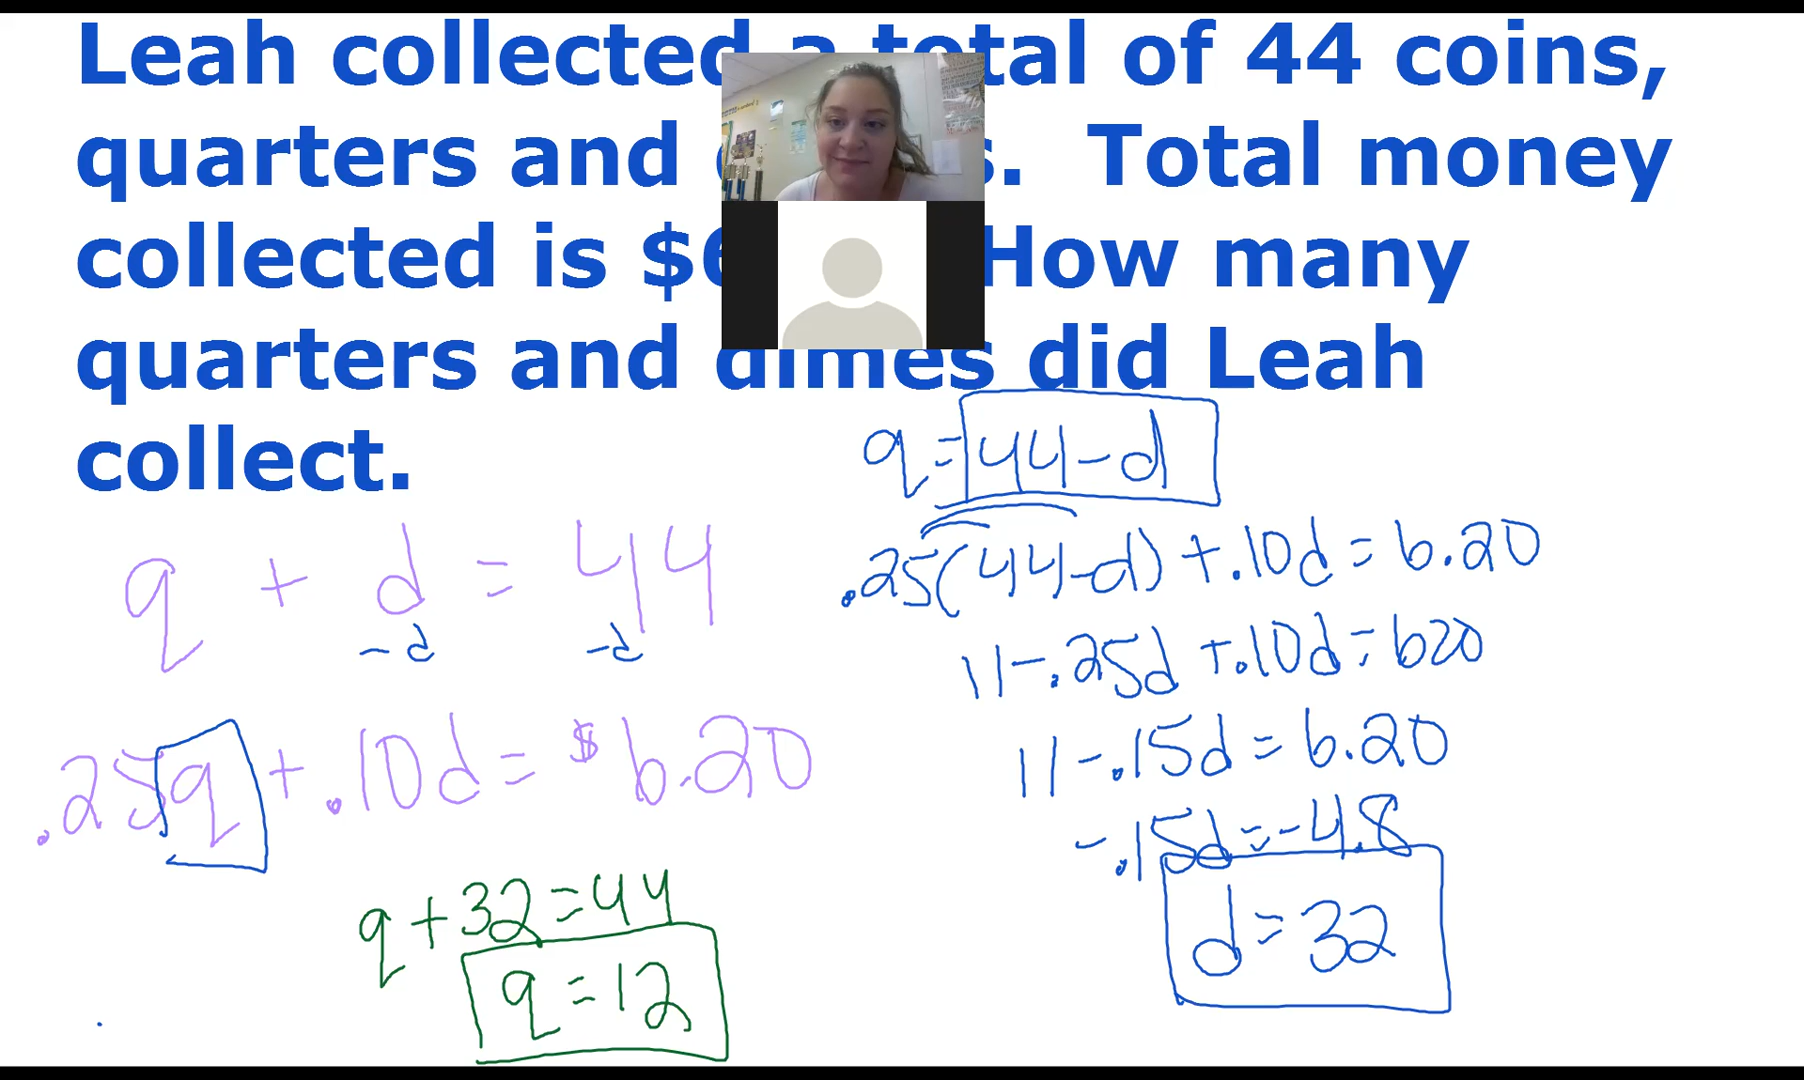 Leah collected a total of 44 coins,
quarters and Total money
collected is How many
quarters and dimes did Leah
collect.
q = 44-d
q + d = 44
-d -d
.25(44-d) + .10d = 6.20
11-.25d +.10d = 620
.25q + .10d = $6.20
11-.15d = 6.20
-.15d = -4.8
q + 32 = 44
d = 32
q = 12